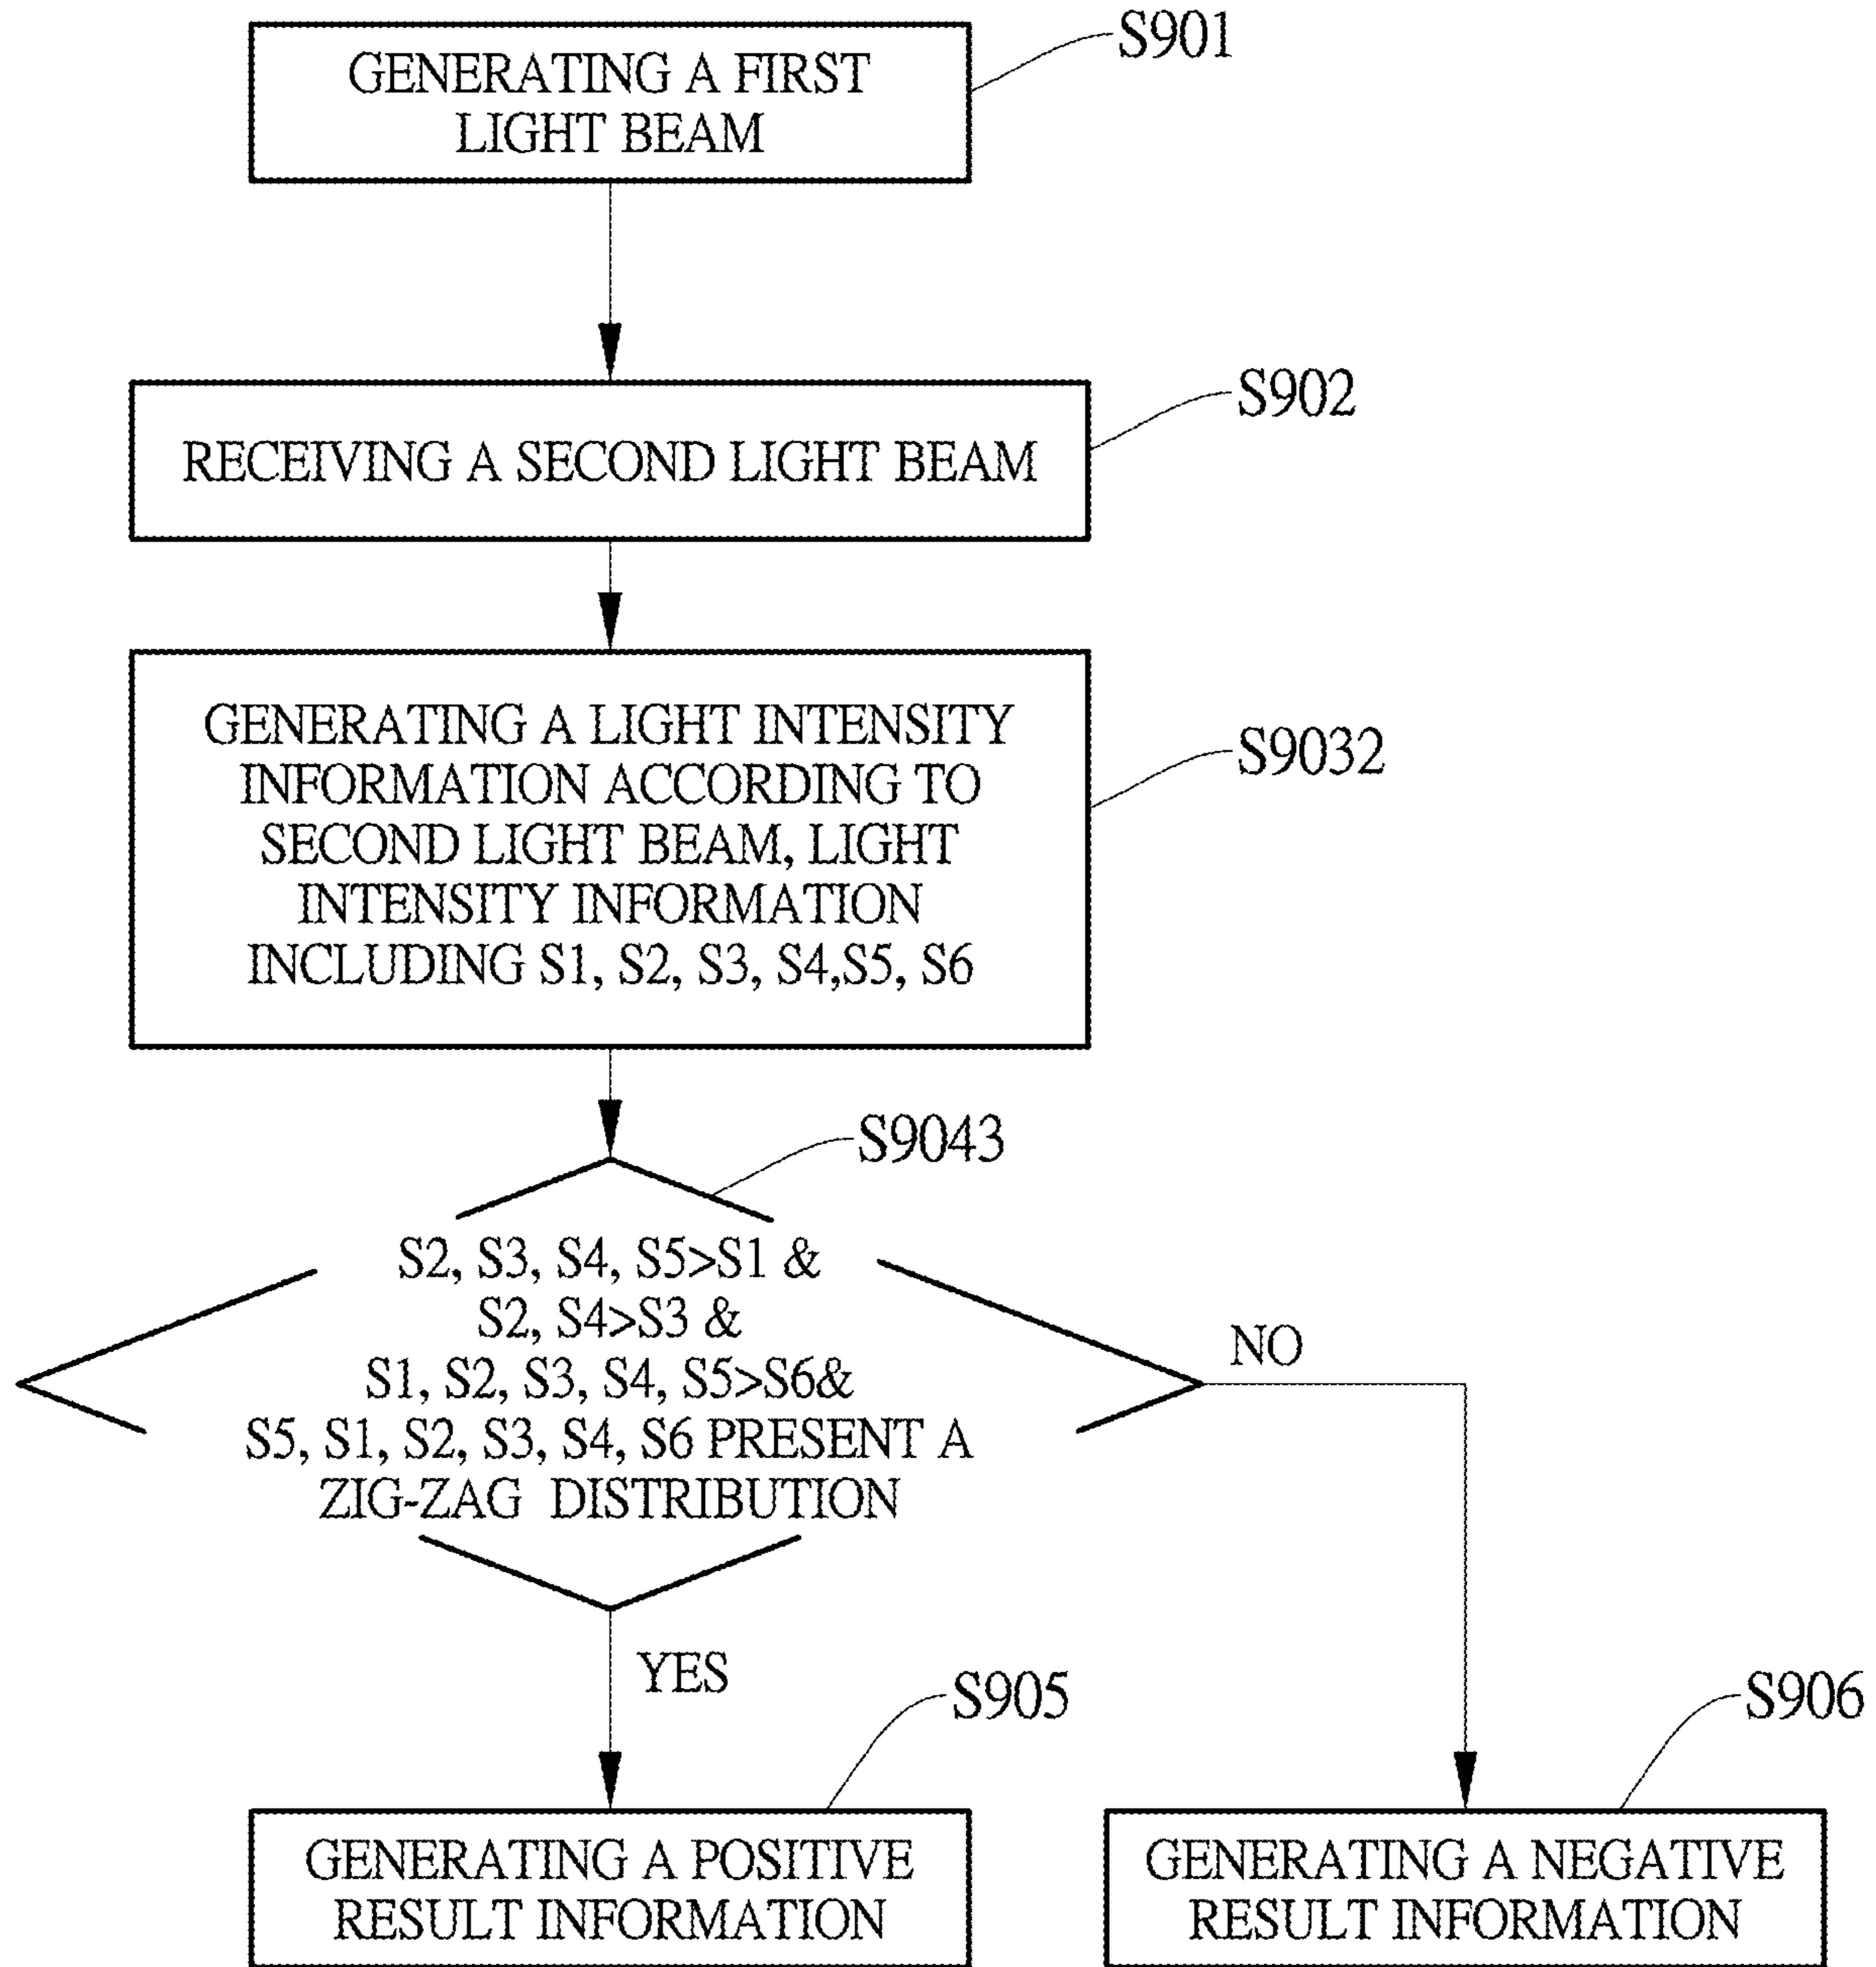 GENERATING A FIRST
LIGHT BEAM
S901
RECEIVING A SECOND LIGHT BEAM
S902
GENERATING A LIGHT INTENSITY
INFORMATION ACCORDING TO
SECOND LIGHT BEAM, LIGHT
INTENSITY INFORMATION
INCLUDING S1, S2, S3, S4,S5, S6
S9032
S9043
S2, S3, S4, S5>S1 &
S2, S4>S3 &
S1, S2, S3, S4, S5>S6&
S5, S1, S2, S3, S4, S6 PRESENT A
ZIG-ZAG DISTRIBUTION
NO
YES
S905
S906
GENERATING A POSITIVE
RESULT INFORMATION
GENERATING A NEGATIVE
RESULT INFORMATION